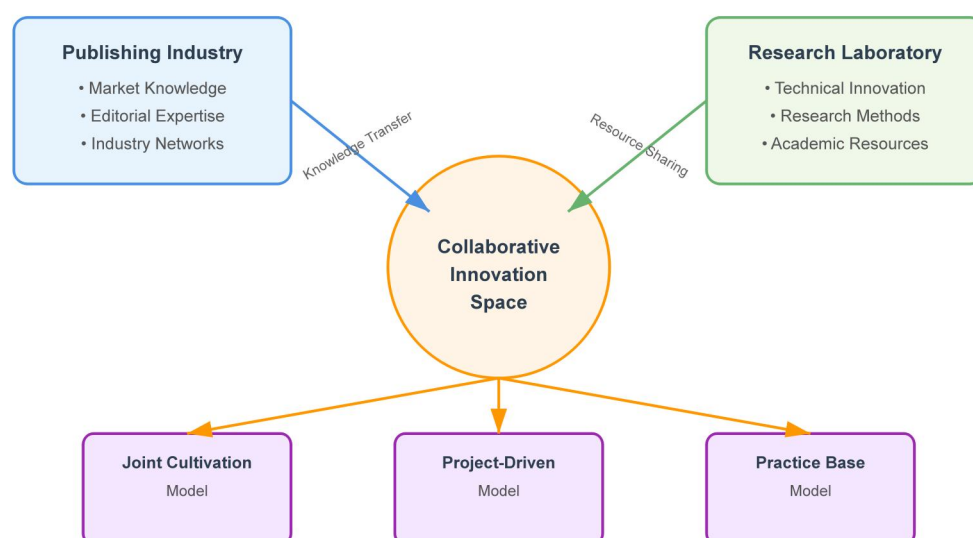 Publishing Industry
• Market Knowledge
• Editorial Expertise
• Industry Networks
Research Laboratory
• Technical Innovation
• Research Methods
• Academic Resources
Knowledge Transfer
Resource Sharing
Collaborative
Innovation
Space
Joint Cultivation
Model
Project-Driven
Model
Practice Base
Model